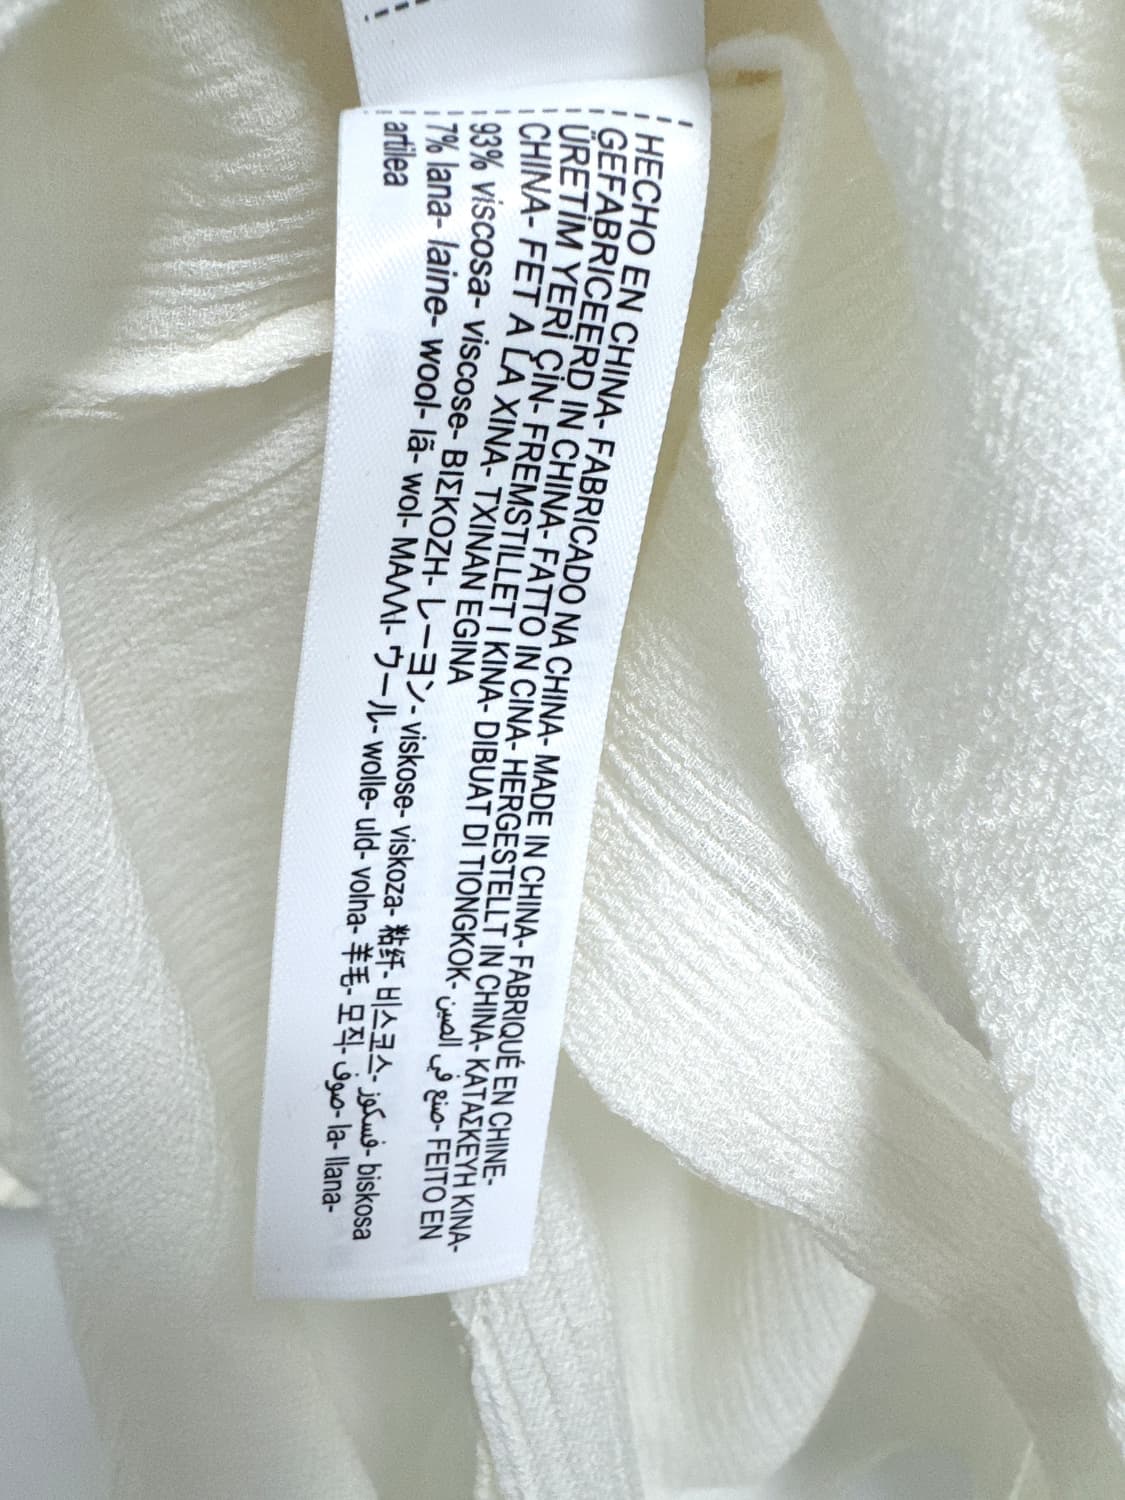 HECHO EN CHINA- FABRICADO NA CHINA- MADE IN CHINA- FABRIQUÉ EN CHINE-
GEFABRICEERD IN CHINA- FATTO IN CINA- HERGESTELLT IN CHINA- ΚΑΤΑΣΚΕΥΗ ΚΙΝΑ-
ÜRETİM YERİ ÇİN- FREMSTILLET I KINA- DIBUAT DI TIONGKOK- صنع في الصين- FEITO EN
CHINA- FET A LA XINA- TXINAN EGINA
93% viscosa- viscose- ΒΙΣΚΟΖΗ- レーヨン- viskose- viskoza- 粘纤- 비스코스- فسكوز- biskosa
7% lana- laine- wool- lã- wol- ΜΑΛΛΙ- ウール- wolle- uld- volna- 羊毛- 모직- صوف- la- llana-
artilea